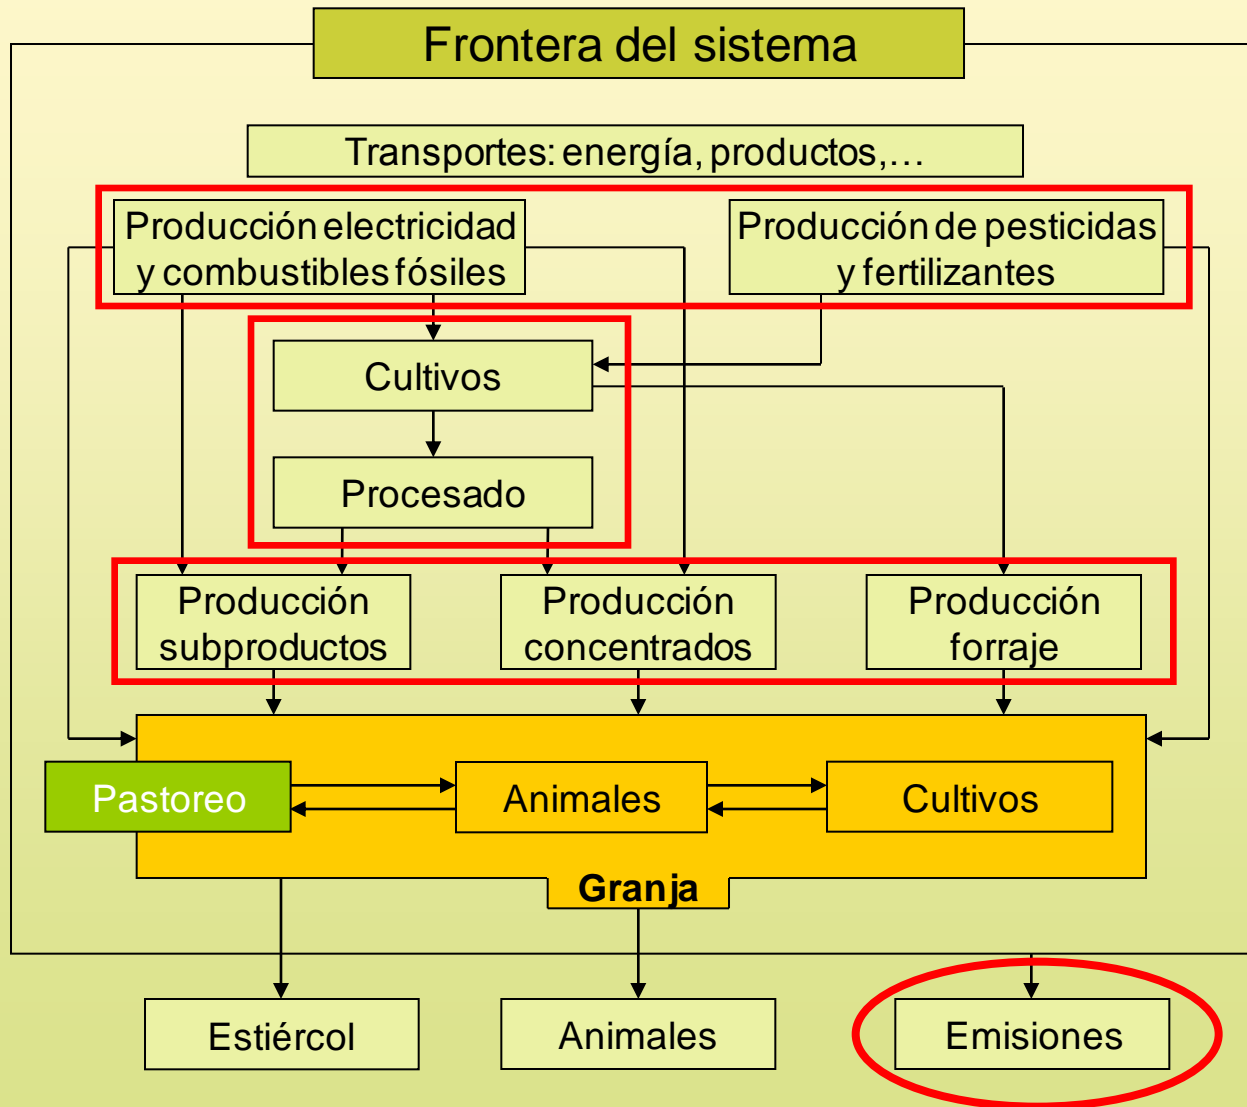 Frontera del sistema
Transportes: energía, productos,...
Producción electricidad
y combustibles fósiles
Producción de pesticidas
y fertilizantes
Cultivos
Procesado
Producción
subproductos
Producción
concentrados
Producción
forraje
Pastoreo
Animales
Cultivos
Granja
Estiércol
Animales
Emisiones